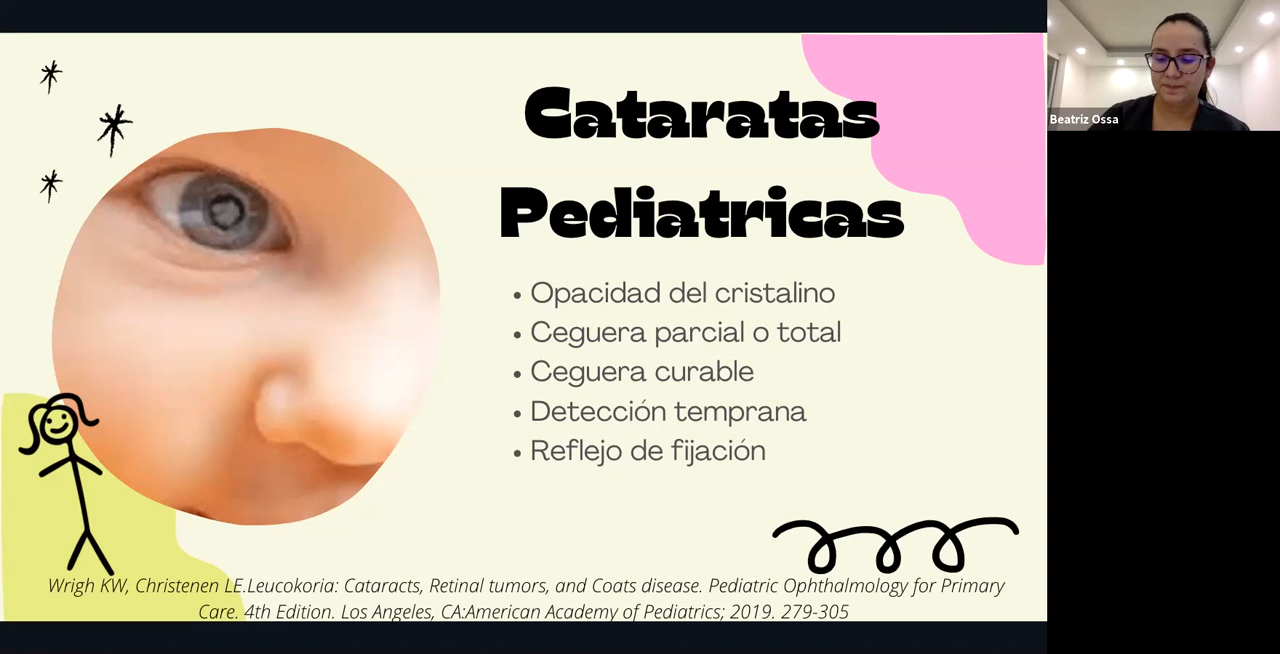 Cataratas
Pediatricas
• Opacidad del cristalino
• Ceguera parcial o total
• Ceguera curable
• Detección temprana
• Reflejo de fijación
Wrigh KW, Christenen LE.Leucokoria: Cataracts, Retinal tumors, and Coats disease. Pediatric Ophthalmology for Primary
Care. 4th Edition. Los Angeles, CA:American Academy of Pediatrics; 2019. 279-305
Beatriz Ossa